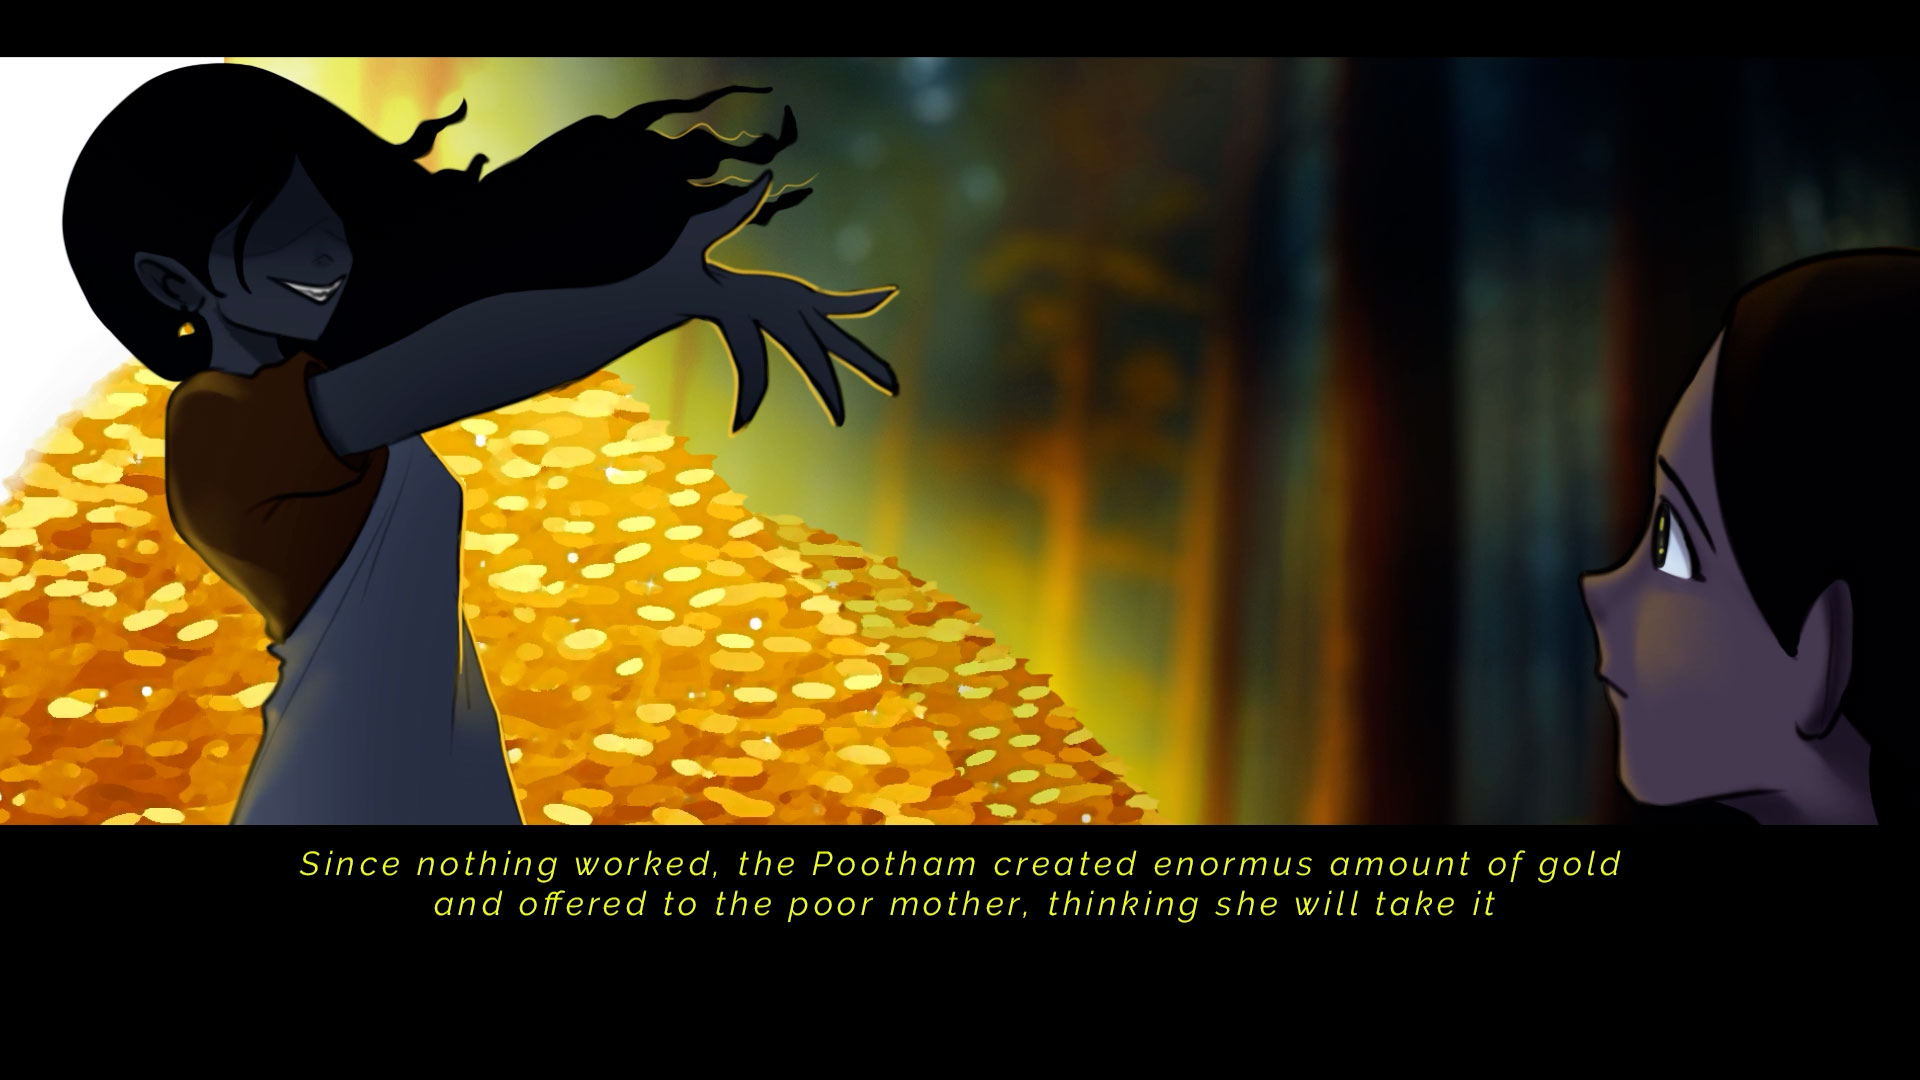 Since nothing worked, the Pootham created enormus amount of gold
and offered to the poor mother, thinking she will take it